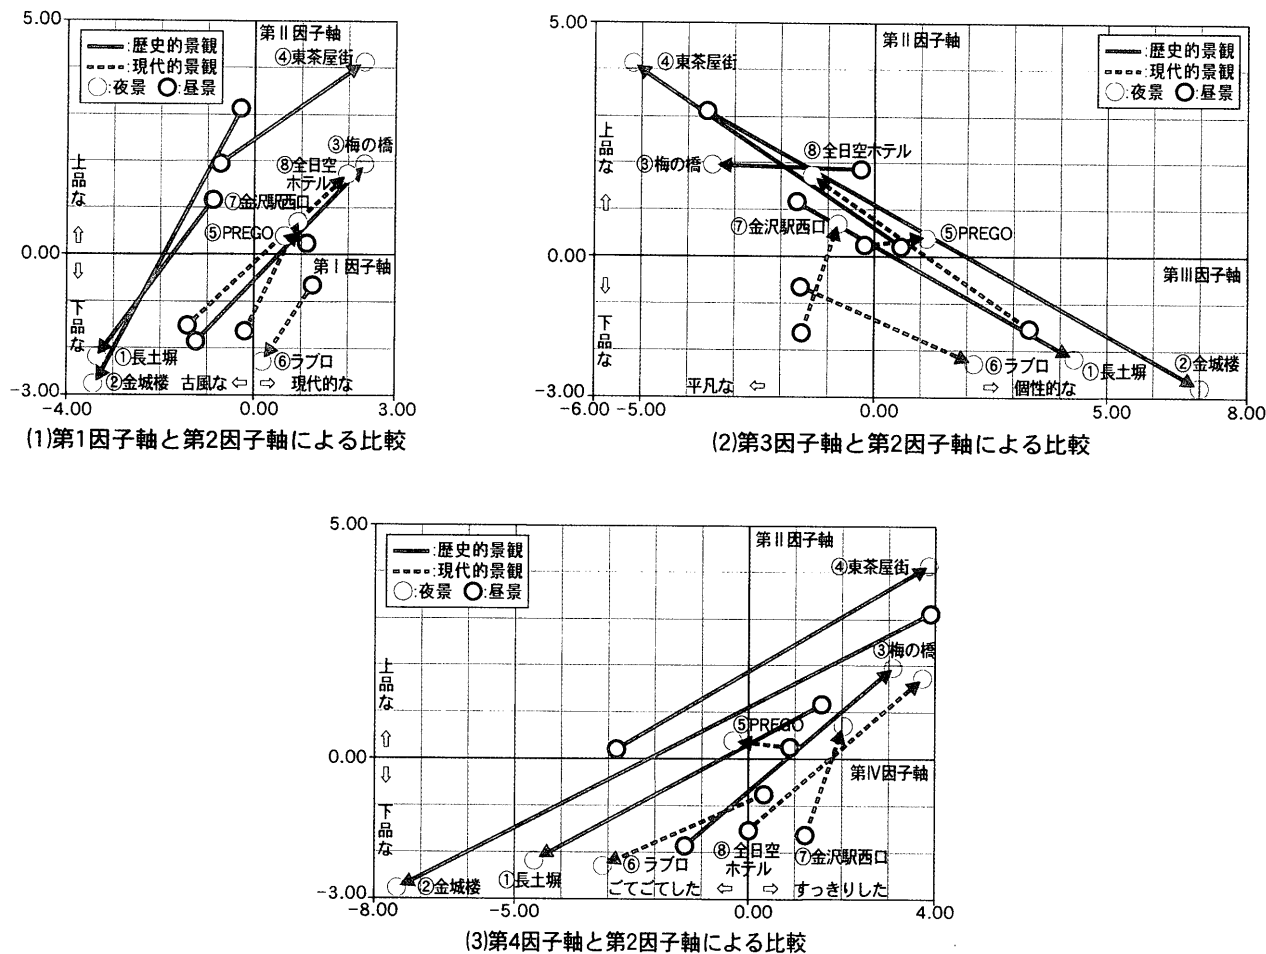 5.00
第Ⅱ因子軸
━:歴史的景観
┅:現代的景観
○:夜景 ○:昼景
④東茶屋街
③梅の橋
⑧全日空
ホテル
⑦金沢駅西口
⑤PREGO
上品な
⇧
0.00
⇩
下品な
第Ⅰ因子軸
①長土塀
⑥ラブロ
②金城楼
古風な⇦ ⇨ 現代的な
-3.00
-4.00 0.00 3.00
(1)第1因子軸と第2因子軸による比較
5.00
第Ⅱ因子軸
:歴史的景観
:現代的景観
:夜景 :昼景
④東茶屋街
⑧全日空ホテル
③梅の橋
⑦金沢駅西口
⑤PREGO
上品な
⇧
0.00
⇩
下品な
第Ⅲ因子軸
⑥ラブロ
①長土塀
②金城楼
平凡な ⇦ ⇨ 個性的な
-3.00
-6.00 -5.00 0.00 5.00 8.00
(2)第3因子軸と第2因子軸による比較
5.00
第Ⅱ因子軸
:歴史的景観
:現代的景観
:夜景 :昼景
④東茶屋街
③梅の橋
⑤PREGO
上品な
⇧
0.00
⇩
下品な
第Ⅳ因子軸
⑥ラブロ
⑧全日空
ホテル
⑦金沢駅西口
①長土塀
②金城楼
ごてごてした ⇦ ⇨ すっきりした
-3.00
-8.00 -5.00 0.00 4.00
(3)第4因子軸と第2因子軸による比較